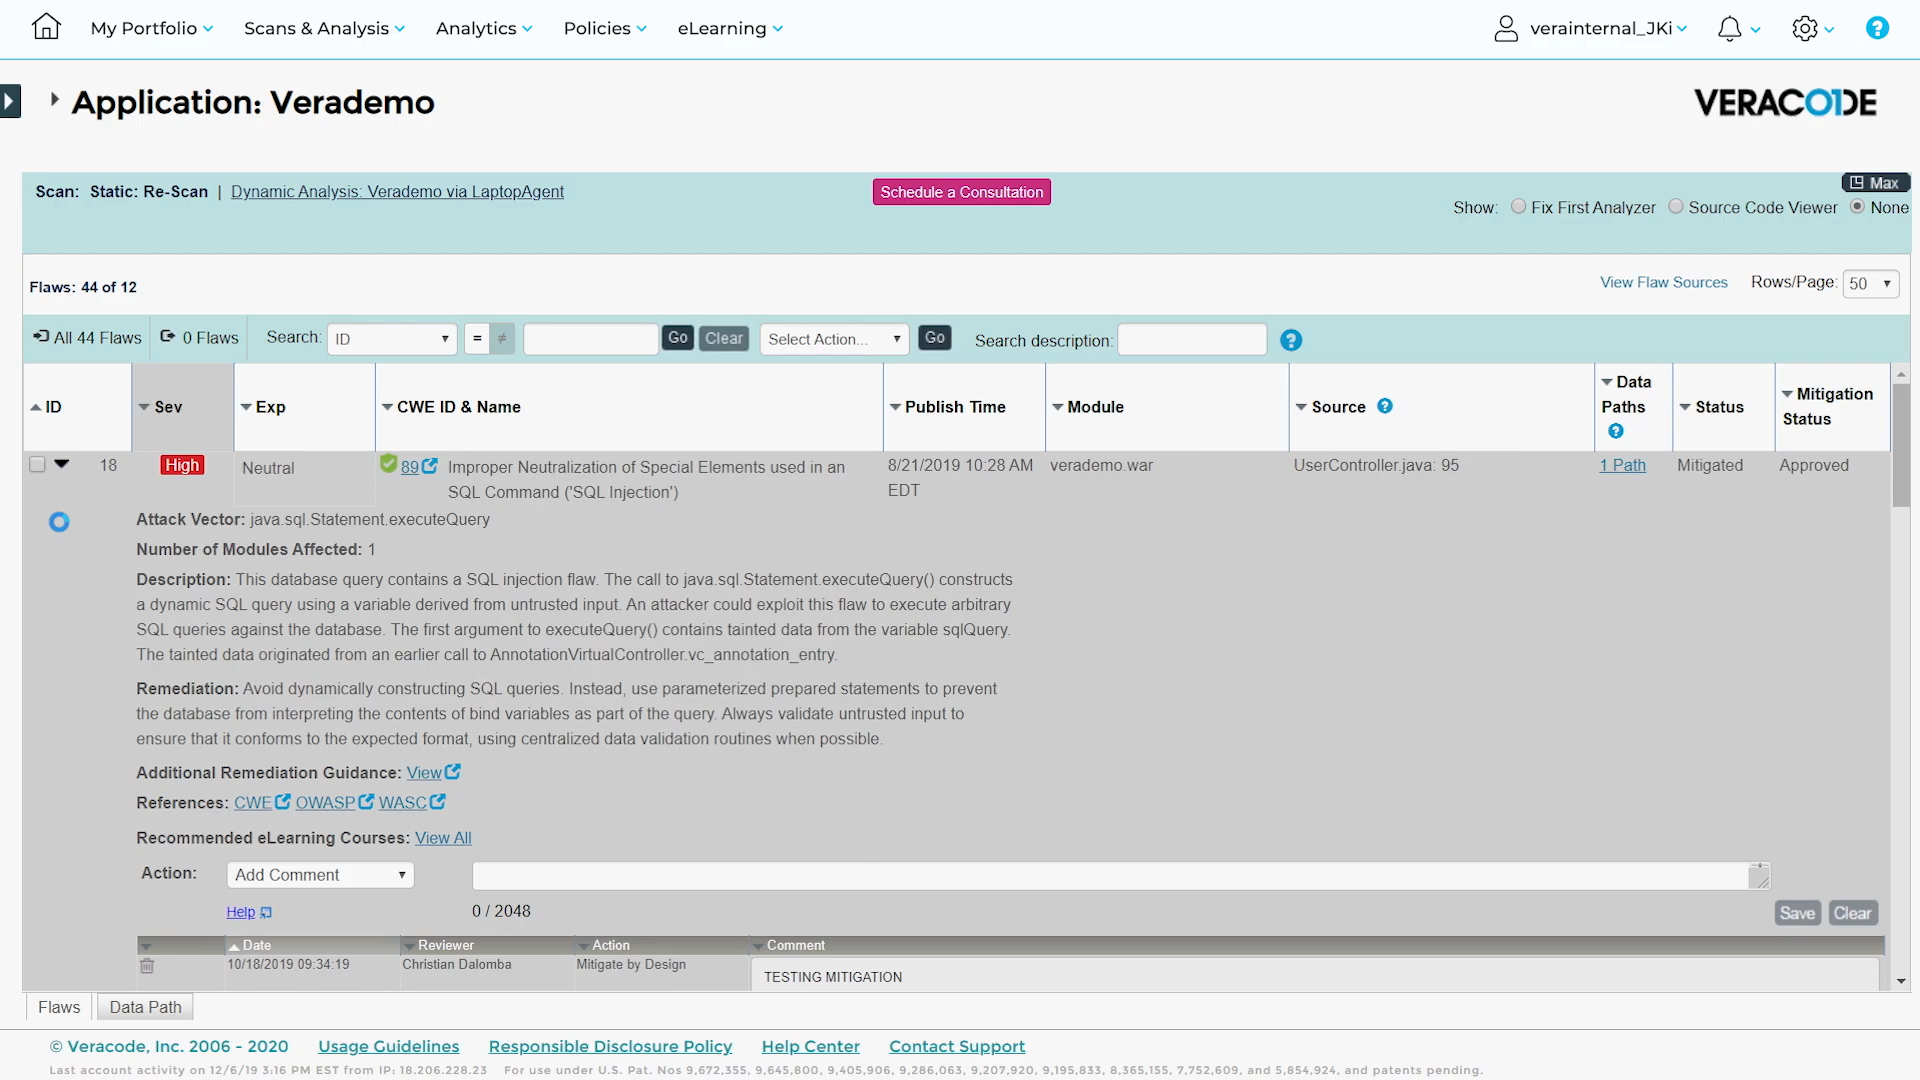 My Portfolio
Scans & Analysis
Analytics
Policies
eLearning
verainternal_JKi
?
Application: Verademo
VERACODE
Scan: Static: Re-Scan | Dynamic Analysis: Verademo via LaptopAgent
Schedule a Consultation
Max
Show: Fix First Analyzer Source Code Viewer None
Flaws: 44 of 12
View Flaw Sources Rows/Page: 50
All 44 Flaws 0 Flaws Search: ID = ≠ Go Clear Select Action... Go Search description: ?
ID Sev Exp CWE ID & Name Publish Time Module Source ? Data Paths ? Status Mitigation Status
18 High Neutral 89 Improper Neutralization of Special Elements used in an 8/21/2019 10:28 AM verademo.war UserController.java: 95 1 Path Mitigated Approved
SQL Command ('SQL Injection') EDT
Attack Vector: java.sql.Statement.executeQuery
Number of Modules Affected: 1
Description: This database query contains a SQL injection flaw. The call to java.sql.Statement.executeQuery() constructs
a dynamic SQL query using a variable derived from untrusted input. An attacker could exploit this flaw to execute arbitrary
SQL queries against the database. The first argument to executeQuery() contains tainted data from the variable sqlQuery.
The tainted data originated from an earlier call to AnnotationVirtualController.vc_annotation_entry.
Remediation: Avoid dynamically constructing SQL queries. Instead, use parameterized prepared statements to prevent
the database from interpreting the contents of bind variables as part of the query. Always validate untrusted input to
ensure that it conforms to the expected format, using centralized data validation routines when possible.
Additional Remediation Guidance: View
References: CWE OWASP WASC
Recommended eLearning Courses: View All
Action: Add Comment
Help 0 / 2048
Save Clear
Date Reviewer Action Comment
10/18/2019 09:34:19 Christian Dalomba Mitigate by Design TESTING MITIGATION
Flaws Data Path
© Veracode, Inc. 2006 - 2020 Usage Guidelines Responsible Disclosure Policy Help Center Contact Support
Last account activity on 12/6/19 3:16 PM EST from IP: 18.206.228.23 For use under U.S. Pat. Nos 9,672,355, 9,645,800, 9,405,906, 9,286,063, 9,207,920, 9,195,833, 8,365,155, 7,752,609, and 5,854,924, and patents pending.